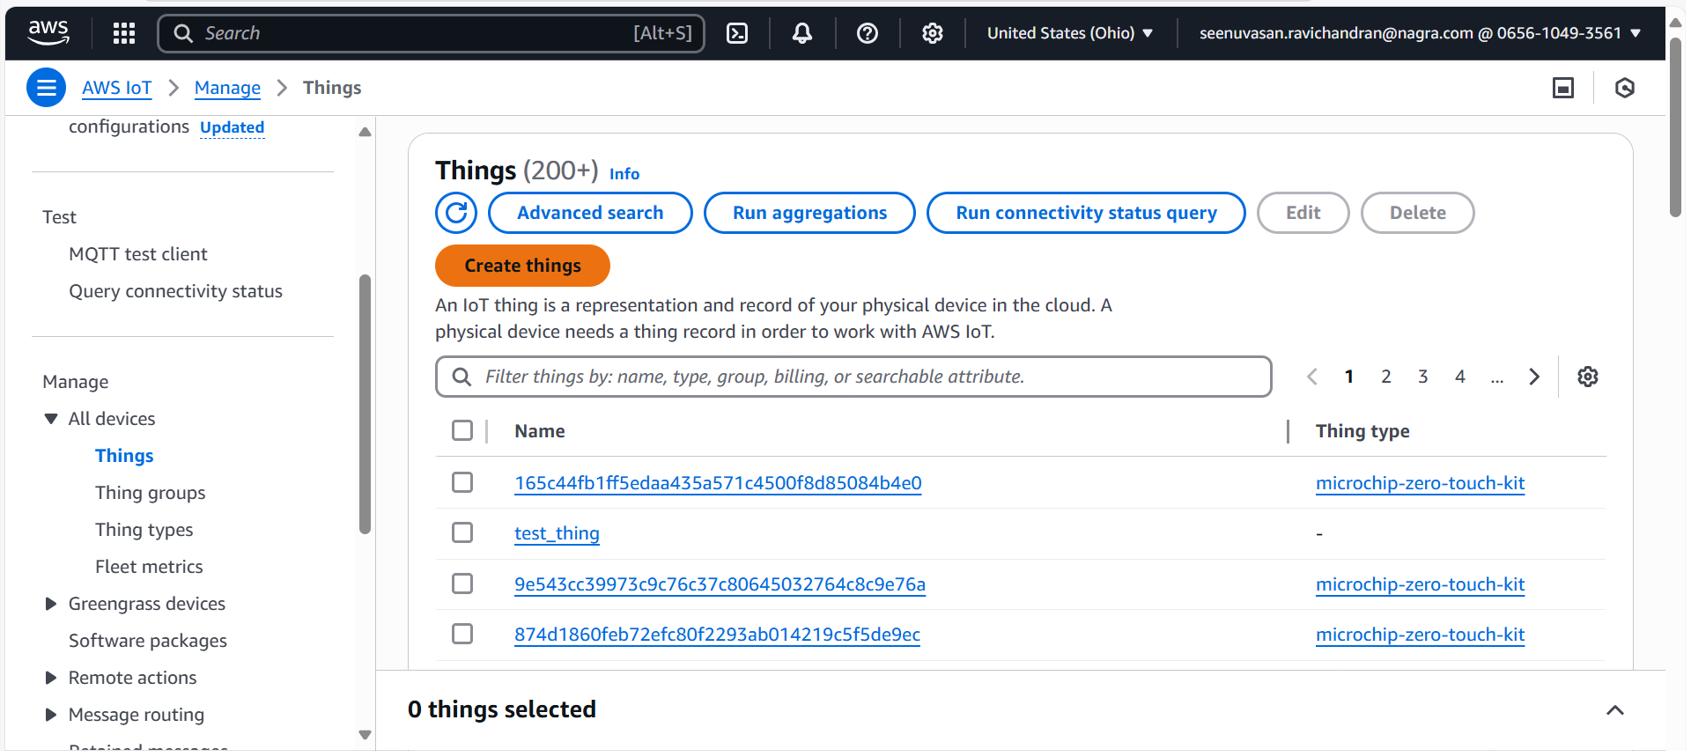 aws
Search [Alt+S]
United States (Ohio) ▼
seenuvasan.ravichandran@nagra.com @ 0656-1049-3561 ▼
AWS IoT > Manage > Things
configurations Updated
Test
MQTT test client
Query connectivity status
Manage
All devices
Things
Thing groups
Thing types
Fleet metrics
Greengrass devices
Software packages
Remote actions
Message routing
Retained messages
Things (200+) Info
Advanced search
Run aggregations
Run connectivity status query
Edit
Delete
Create things
An IoT thing is a representation and record of your physical device in the cloud. A
physical device needs a thing record in order to work with AWS IoT.
Filter things by: name, type, group, billing, or searchable attribute.
1 2 3 4 ...
Name Thing type
165c44fb1ff5edaa435a571c4500f8d85084b4e0 microchip-zero-touch-kit
test_thing -
9e543cc39973c9c76c37c80645032764c8c9e76a microchip-zero-touch-kit
874d1860feb72efc80f2293ab014219c5f5de9ec microchip-zero-touch-kit
0 things selected